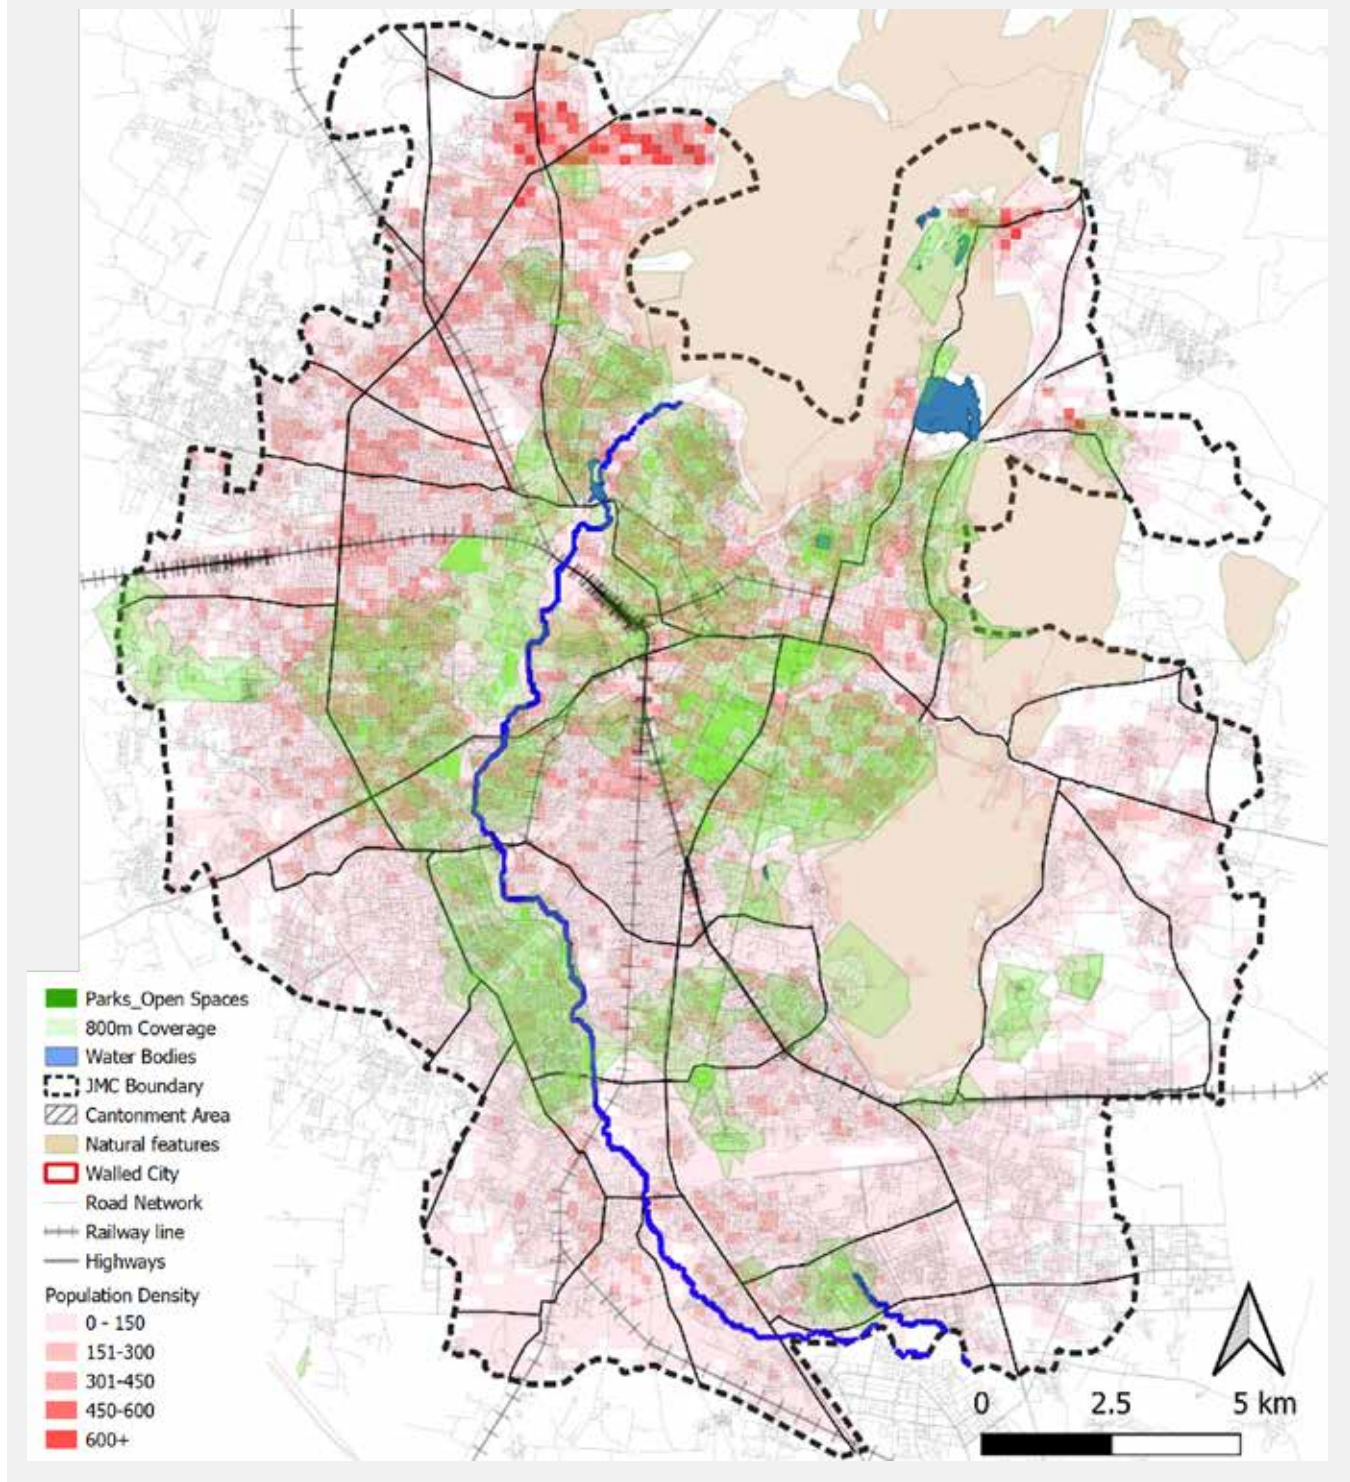 Parks_Open Spaces
800m Coverage
Water Bodies
JMC Boundary
Cantonment Area
Natural features
Walled City
Road Network
Railway line
Highways
Population Density
0 - 150
151-300
301-450
450-600
600+
0 2.5 5 km